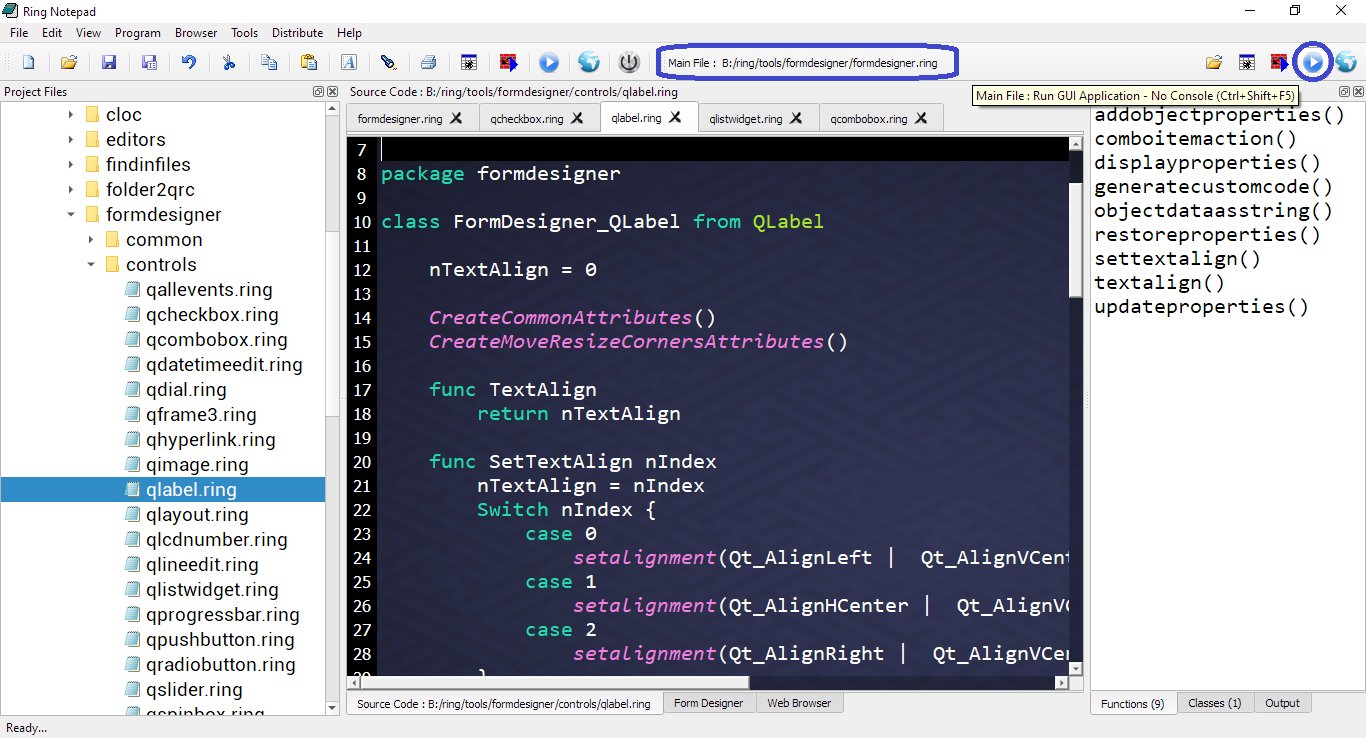 Ring Notepad
File Edit View Program Browser Tools Distribute Help
Main File : B:/ring/tools/formdesigner/formdesigner.ring
Main File : Run GUI Application - No Console (Ctrl+Shift+F5)
Project Files
cloc
editors
findinfiles
folder2qrc
formdesigner
common
controls
qallevents.ring
qcheckbox.ring
qcombobox.ring
qdatetimeedit.ring
qdial.ring
qframe3.ring
qhyperlink.ring
qimage.ring
qlabel.ring
qlayout.ring
qlcdnumber.ring
qlineedit.ring
qlistwidget.ring
qprogressbar.ring
qpushbutton.ring
qradiobutton.ring
qslider.ring
qspinbox.ring
Source Code : B:/ring/tools/formdesigner/controls/qlabel.ring
formdesigner.ring qcheckbox.ring qlabel.ring qlistwidget.ring qcombobox.ring
7
8 package formdesigner
9
10 class FormDesigner_QLabel from QLabel
11
12 nTextAlign = 0
13
14 CreateCommonAttributes()
15 CreateMoveResizeCornersAttributes()
16
17 func TextAlign
18 return nTextAlign
19
20 func SetTextAlign nIndex
21 nTextAlign = nIndex
22 Switch nIndex {
23 case 0
24 setalignment(Qt_AlignLeft | Qt_AlignVCent
25 case 1
26 setalignment(Qt_AlignHCenter | Qt_AlignVC
27 case 2
28 setalignment(Qt_AlignRight | Qt_AlignVCen
29 }
Source Code : B:/ring/tools/formdesigner/controls/qlabel.ring Form Designer Web Browser
addobjectproperties()
comboitemaction()
displayproperties()
generatecustomcode()
objectdataasstring()
restoreproperties()
settextalign()
textalign()
updateproperties()
Functions (9) Classes (1) Output
Ready...